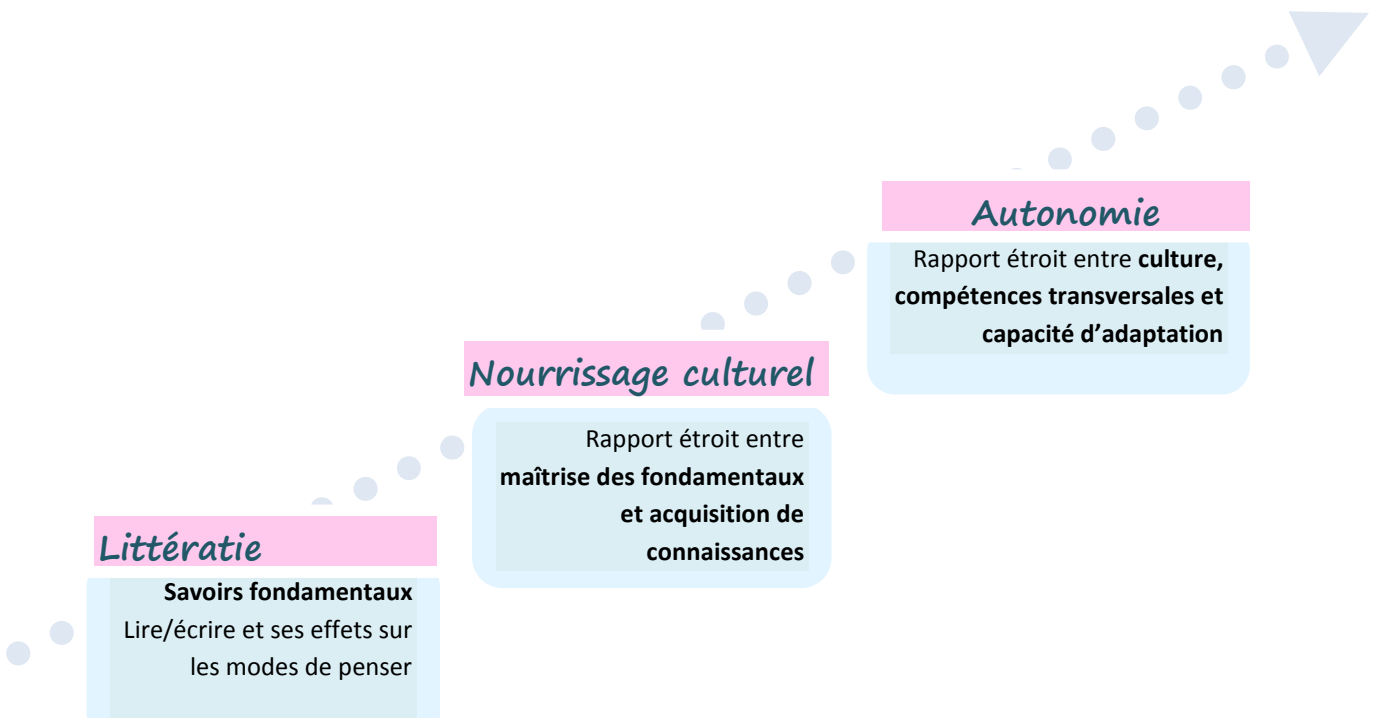 Littératie
Savoirs fondamentaux
Lire/écrire et ses effets sur
les modes de penser
Nourrissage culturel
Rapport étroit entre
maîtrise des fondamentaux
et acquisition de
connaissances
Autonomie
Rapport étroit entre culture,
compétences transversales et
capacité d’adaptation